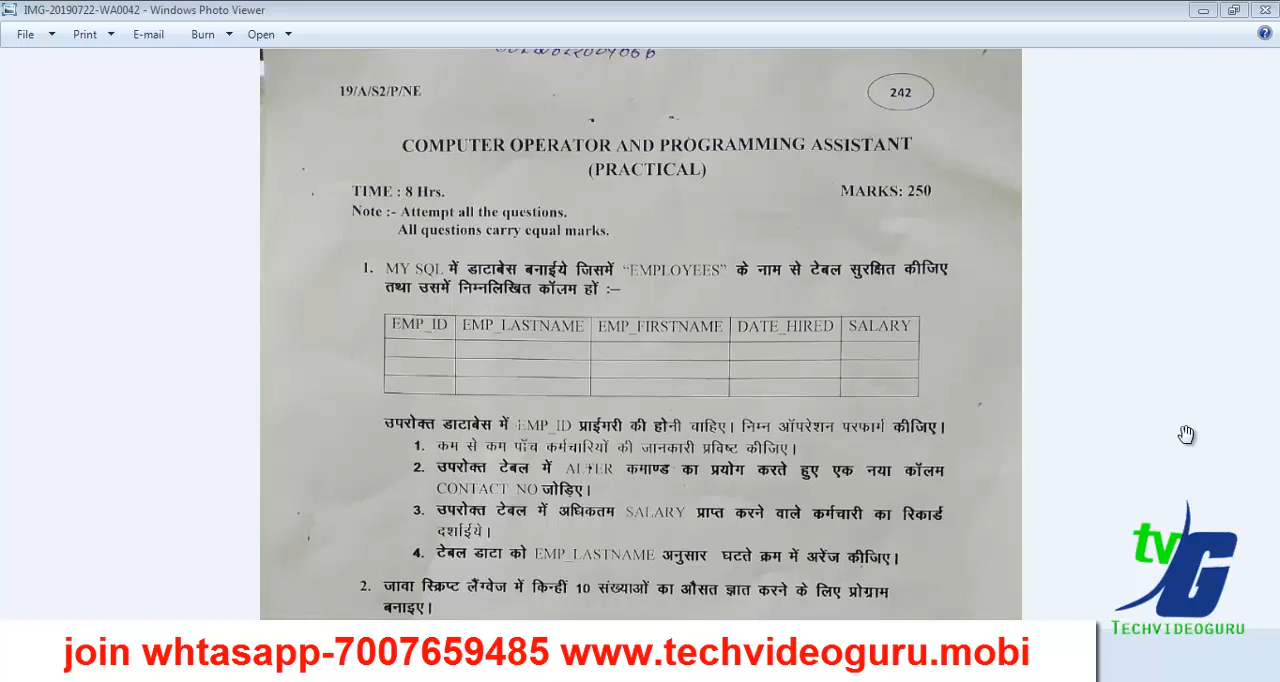 IMG-20190722-WA0042 - Windows Photo Viewer
File Print E-mail Burn Open
19/A/S2/P/NE
242
COMPUTER OPERATOR AND PROGRAMMING ASSISTANT
(PRACTICAL)
TIME : 8 Hrs. MARKS: 250
Note :- Attempt all the questions.
All questions carry equal marks.
1. MY SQL में डाटाबेस बनाईये जिसमें "EMPLOYEES" के नाम से टेबल सुरक्षित कीजिए
तथा उसमें निम्नलिखित कॉलम हों :–
EMP_ID EMP_LASTNAME EMP_FIRSTNAME DATE_HIRED SALARY
उपरोक्त डाटाबेस में EMP_ID प्राईमरी की होनी चाहिए। निम्न ऑपरेशन परफार्म कीजिए।
1. कम से कम पॉच कर्मचारियों की जानकारी प्रविष्ट कीजिए।
2. उपरोक्त टेबल में ALTER कमाण्ड का प्रयोग करते हुए एक नया कॉलम
CONTACT NO जोड़िए।
3. उपरोक्त टेबल में अधिकतम SALARY प्राप्त करने वाले कर्मचारी का रिकार्ड
दर्शाईये।
4. टेबल डाटा को EMP_LASTNAME अनुसार घटते क्रम में अरेंज कीजिए।
2. जावा स्क्रिप्ट लैंग्वेज में किन्हीं 10 संख्याओं का औसत ज्ञात करने के लिए प्रोग्राम
बनाइए।
tvG
TECHVIDEOGURU
join whtasapp-7007659485 www.techvideoguru.mobi